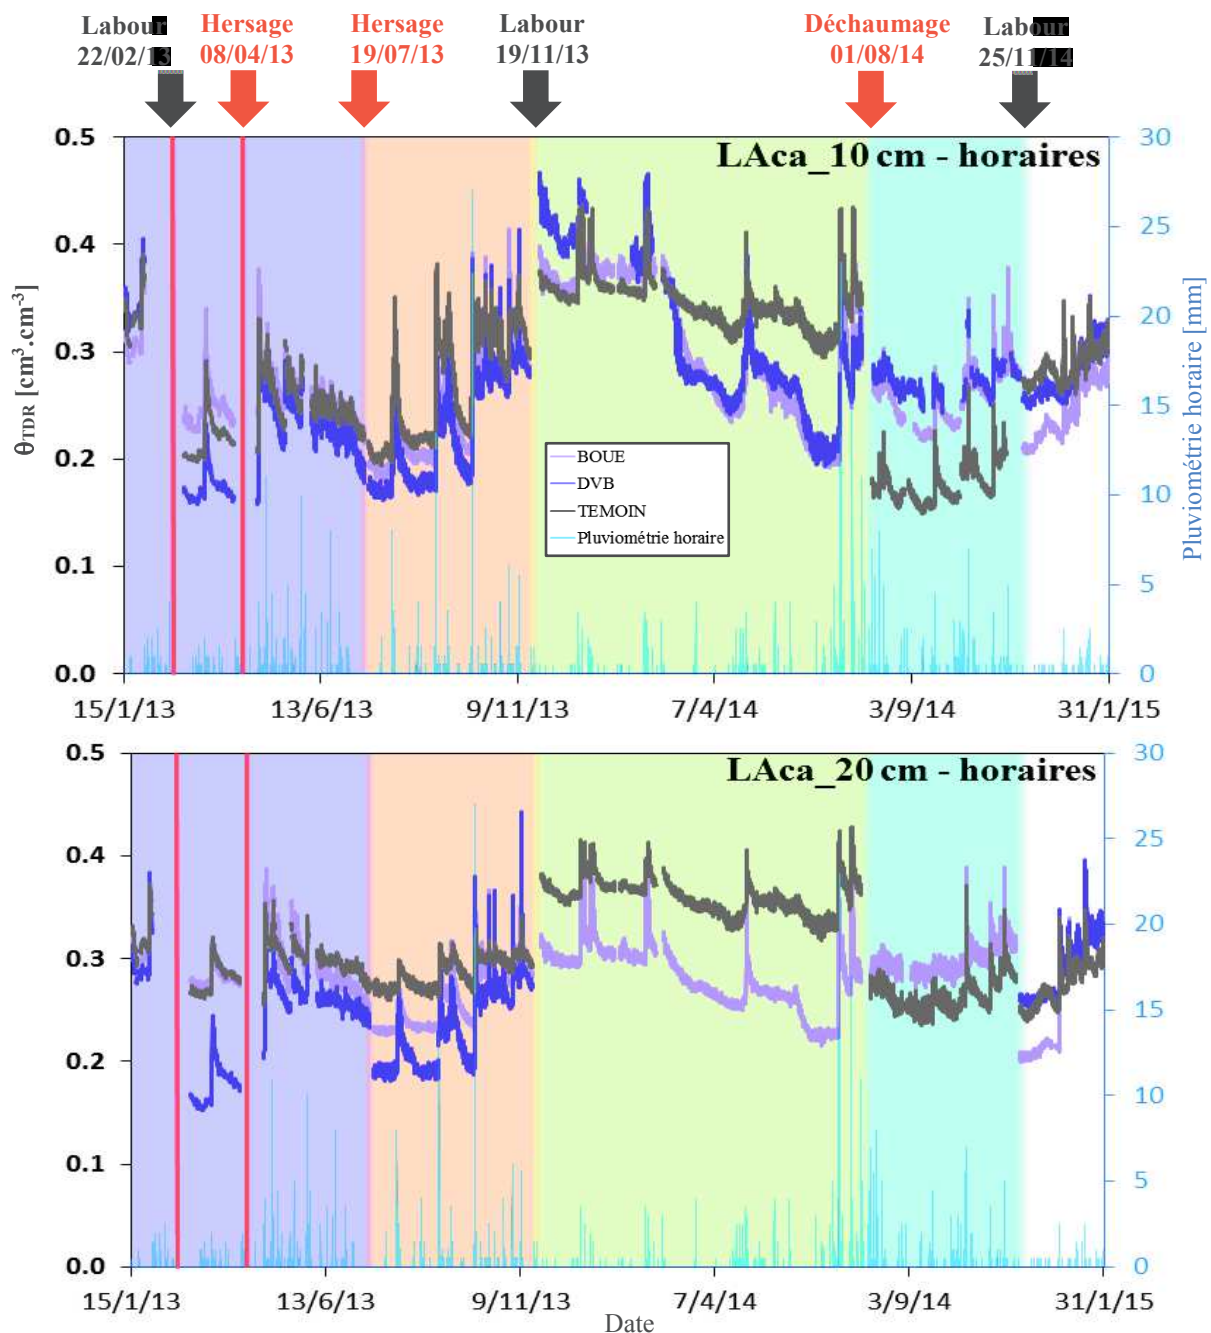 Labour Hersage Hersage Labour Déchaumage Labour
22/02/13 08/04/13 19/07/13 19/11/13 01/08/14 25/11/14
LAca_10 cm - horaires
0.5
0.4
0.3
0.2
0.1
0.0
θTDR [cm³.cm⁻³]
30
25
20
15
10
5
0
Pluviométrie horaire [mm]
BOUE
DVB
TEMOIN
Pluviométrie horaire
15/1/13 13/6/13 9/11/13 7/4/14 3/9/14 31/1/15
LAca_20 cm - horaires
0.5
0.4
0.3
0.2
0.1
0.0
30
25
20
15
10
5
0
15/1/13 13/6/13 9/11/13 7/4/14 3/9/14 31/1/15
Date